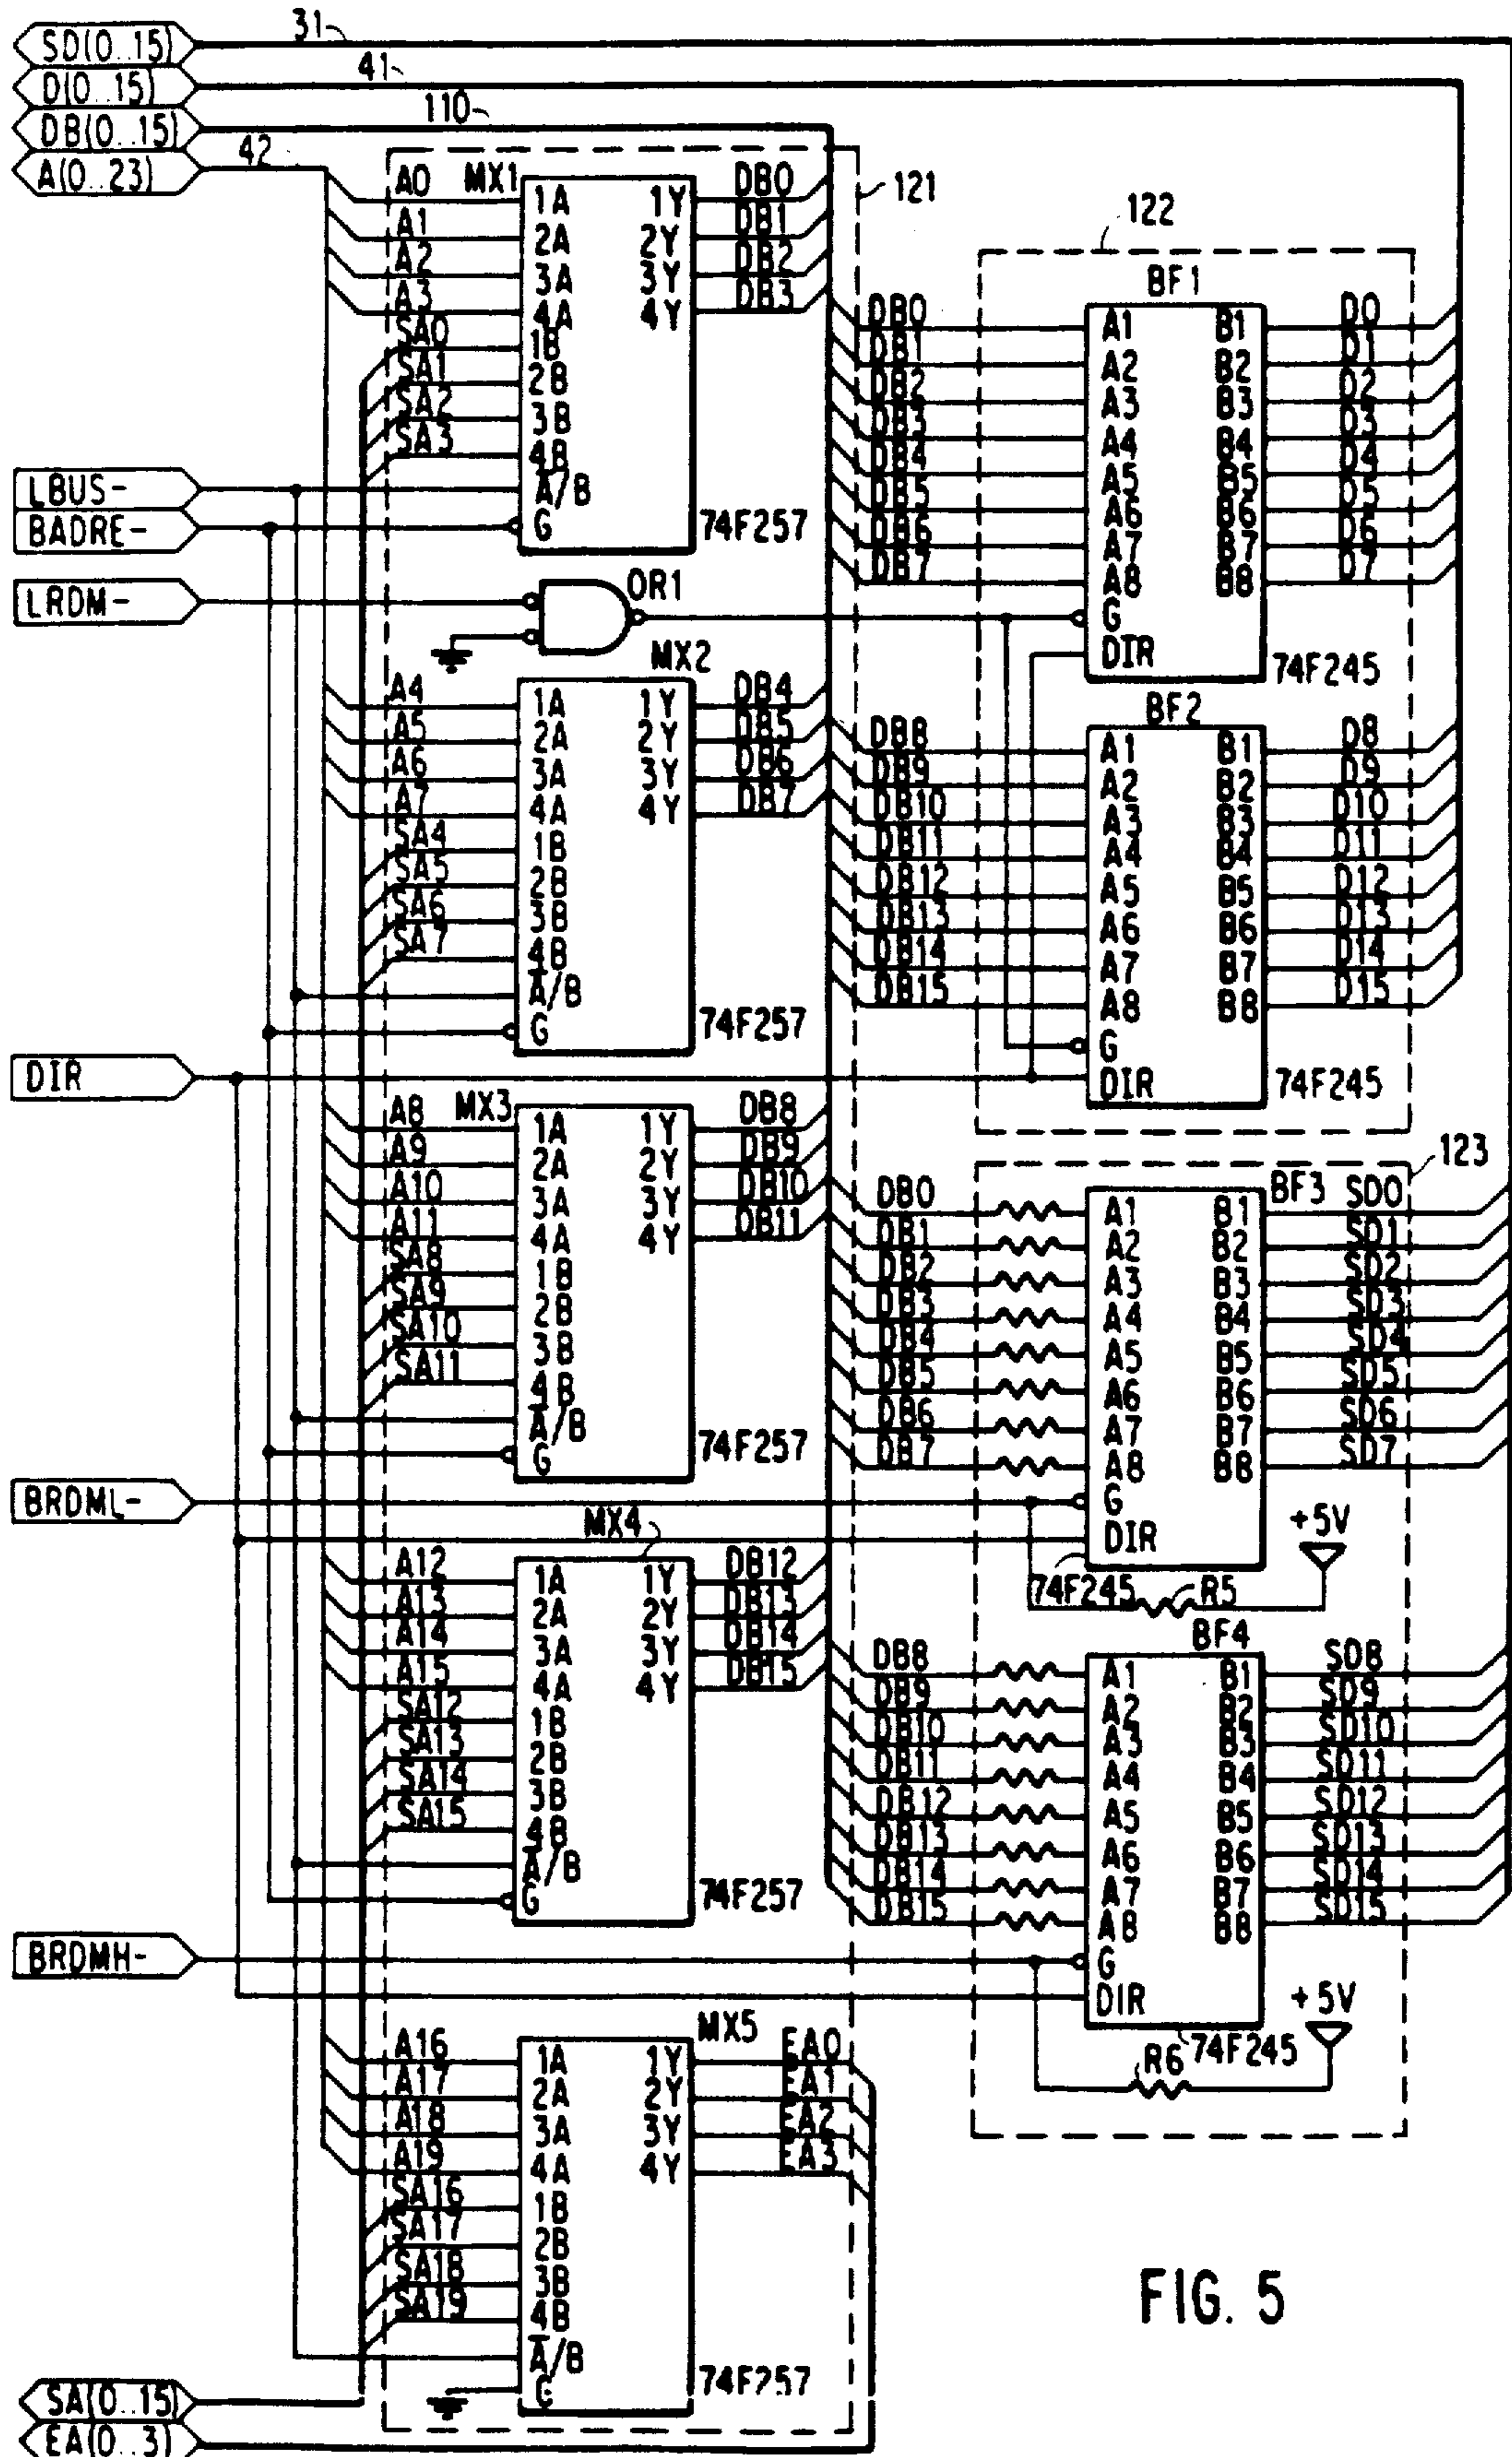 SD(0..15)
31
D(0..15)
41
DB(0..15)
110
A(0..23)
42
121
A0
A1
A2
A3
SA0
SA1
SA2
SA3
MX1
1A 1Y
2A 2Y
3A 3Y
4A 4Y
1B
2B
3B
4B
A̅/B
G
74F257
DB0
DB1
DB2
DB3
LBUS-
BADRE-
LRDM-
OR1
MX2
A4
A5
A6
A7
SA4
SA5
SA6
SA7
1A 1Y
2A 2Y
3A 3Y
4A 4Y
1B
2B
3B
4B
A̅/B
G
74F257
DB4
DB5
DB6
DB7
DIR
MX3
A8
A9
A10
A11
SA8
SA9
SA10
SA11
1A 1Y
2A 2Y
3A 3Y
4A 4Y
1B
2B
3B
4B
A̅/B
G
74F257
DB8
DB9
DB10
DB11
BRDML-
MX4
A12
A13
A14
A15
SA12
SA13
SA14
SA15
1A 1Y
2A 2Y
3A 3Y
4A 4Y
1B
2B
3B
4B
A̅/B
G
74F257
DB12
DB13
DB14
DB15
BRDMH-
MX5
A16
A17
A18
A19
SA16
SA17
SA18
SA19
1A 1Y
2A 2Y
3A 3Y
4A 4Y
1B
2B
3B
4B
A̅/B
G
74F257
EA0
EA1
EA2
EA3
SA(0..15)
EA(0..3)
122
BF1
DB0 A1 B1 D0
DB1 A2 B2 D1
DB2 A3 B3 D2
DB3 A4 B4 D3
DB4 A5 B5 D4
DB5 A6 B6 D5
DB6 A7 B7 D6
DB7 A8 B8 D7
G
DIR
74F245
BF2
DB8 A1 B1 D8
DB9 A2 B2 D9
DB10 A3 B3 D10
DB11 A4 B4 D11
DB12 A5 B5 D12
DB13 A6 B6 D13
DB14 A7 B7 D14
DB15 A8 B8 D15
G
DIR
74F245
123
BF3
DB0 A1 B1 SD0
DB1 A2 B2 SD1
DB2 A3 B3 SD2
DB3 A4 B4 SD3
DB4 A5 B5 SD4
DB5 A6 B6 SD5
DB6 A7 B7 SD6
DB7 A8 B8 SD7
G
DIR
+5V
74F245
R5
BF4
DB8 A1 B1 SD8
DB9 A2 B2 SD9
DB10 A3 B3 SD10
DB11 A4 B4 SD11
DB12 A5 B5 SD12
DB13 A6 B6 SD13
DB14 A7 B7 SD14
DB15 A8 B8 SD15
G
DIR
+5V
74F245
R6
FIG. 5